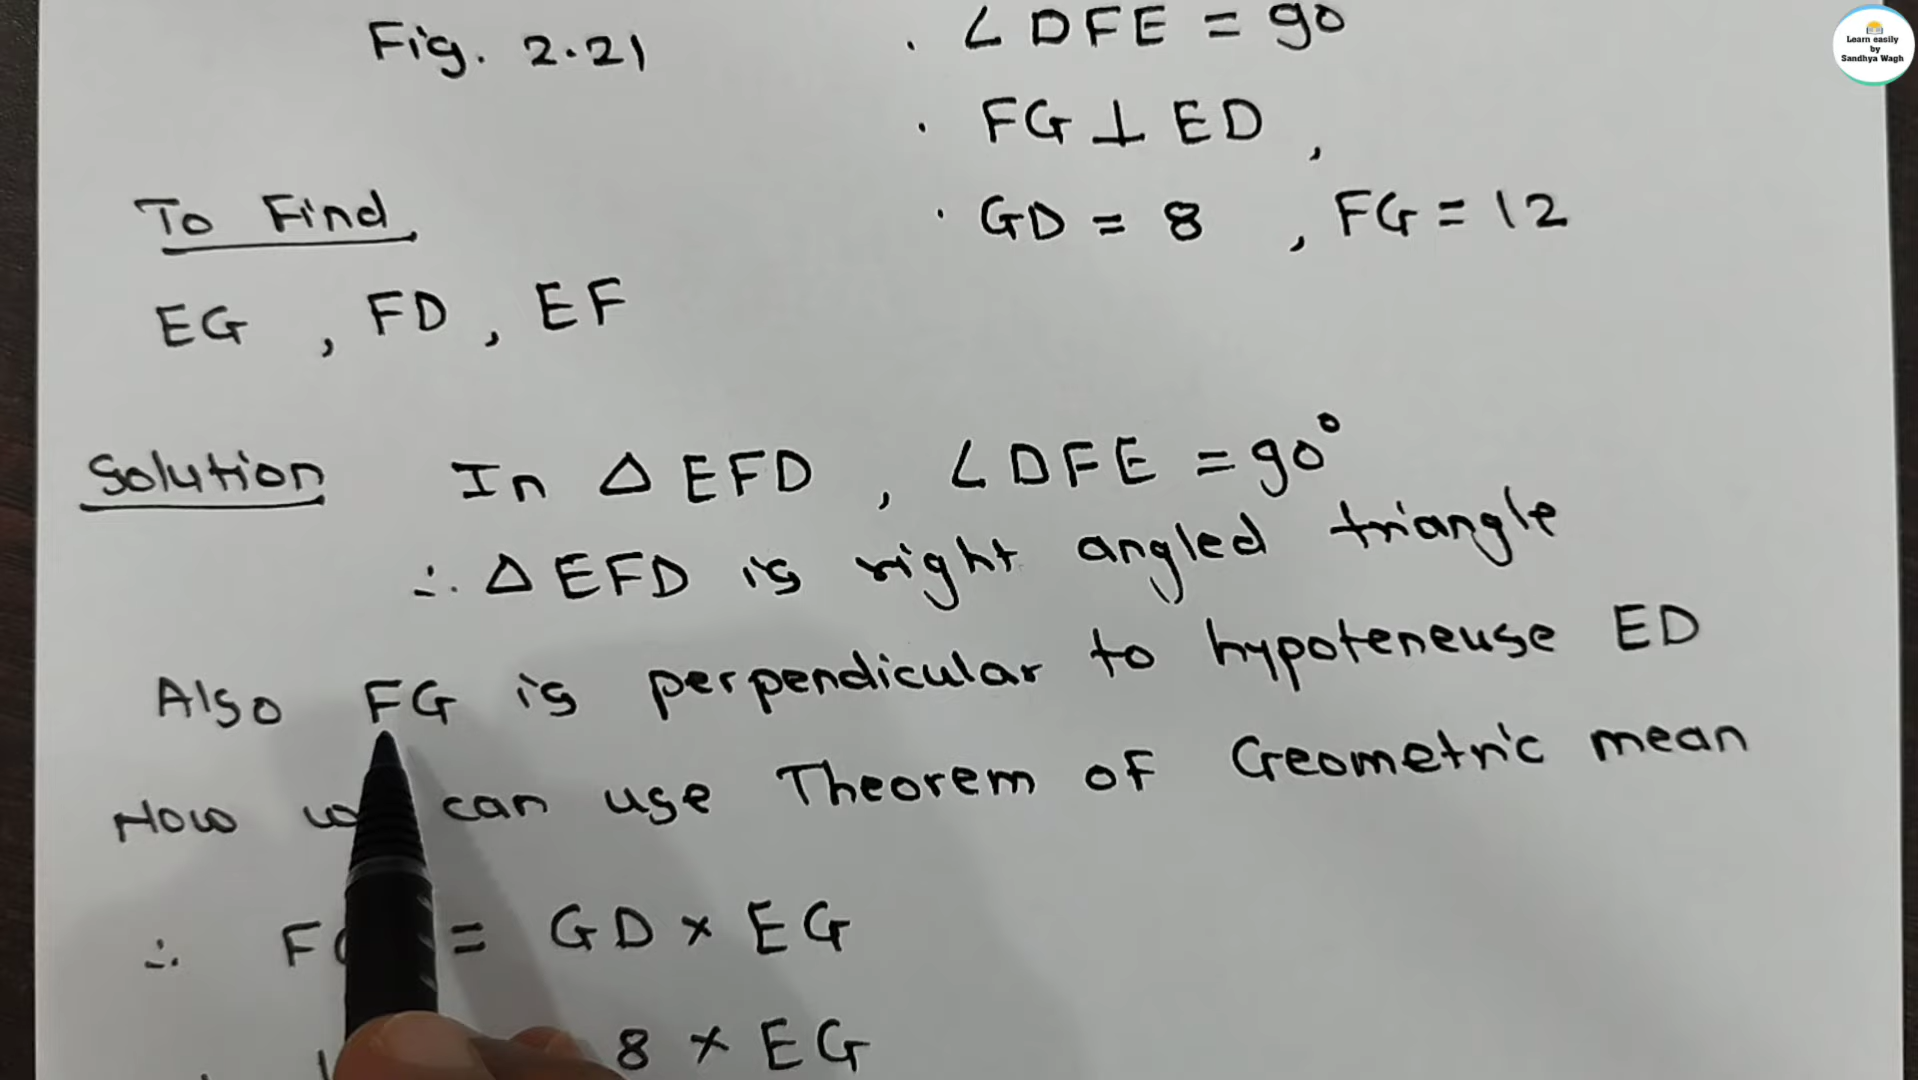 Fig. 2.21
∠DFE = 90
FG ⊥ ED,
GD = 8, FG = 12
To Find
EG, FD, EF
Solution In △EFD, ∠DFE = 90°
∴ △EFD is right angled triangle
Also FG is perpendicular to hypoteneuse ED
Now can use Theorem of Geometric mean
∴ = GD × EG
8 × EG
Learn easily
by
Sandhya Wagh